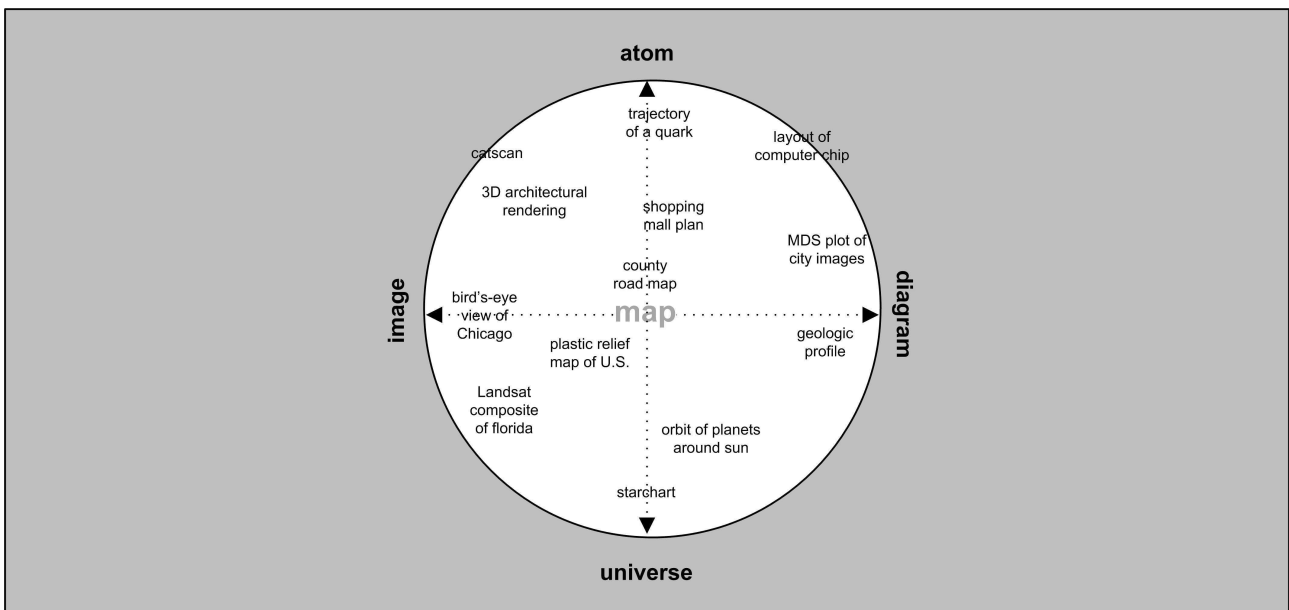 atom
trajectory
of a quark
layout of
computer chip
catscan
3D architectural
rendering
shopping
mall plan
MDS plot of
city images
county
road map
image
bird's-eye
view of
Chicago
map
diagram
plastic relief
map of U.S.
geologic
profile
Landsat
composite
of florida
orbit of planets
around sun
starchart
universe